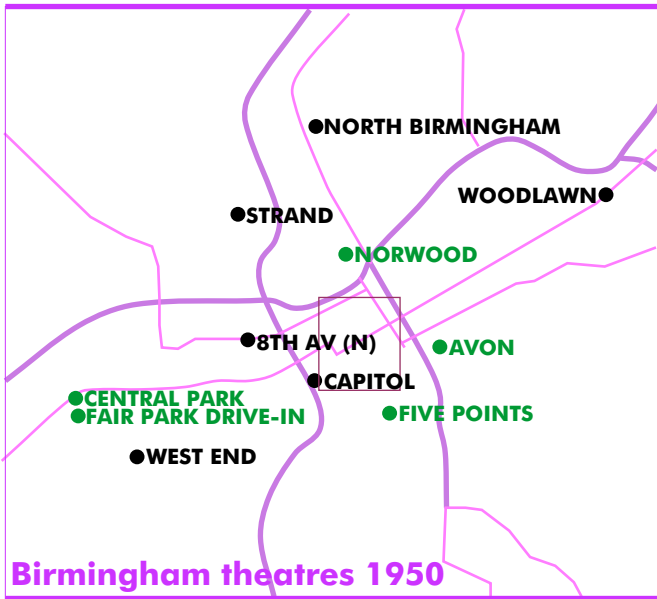 NORTH BIRMINGHAM
WOODLAWN
STRAND
NORWOOD
8TH AV (N)
AVON
CAPITOL
CENTRAL PARK
FAIR PARK DRIVE-IN
FIVE POINTS
WEST END
Birmingham theatres 1950